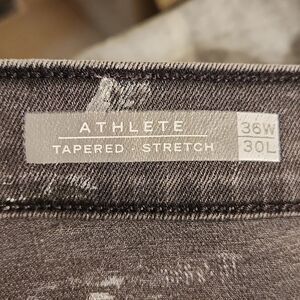 ATHLETE
36W
TAPERED · STRETCH
30L